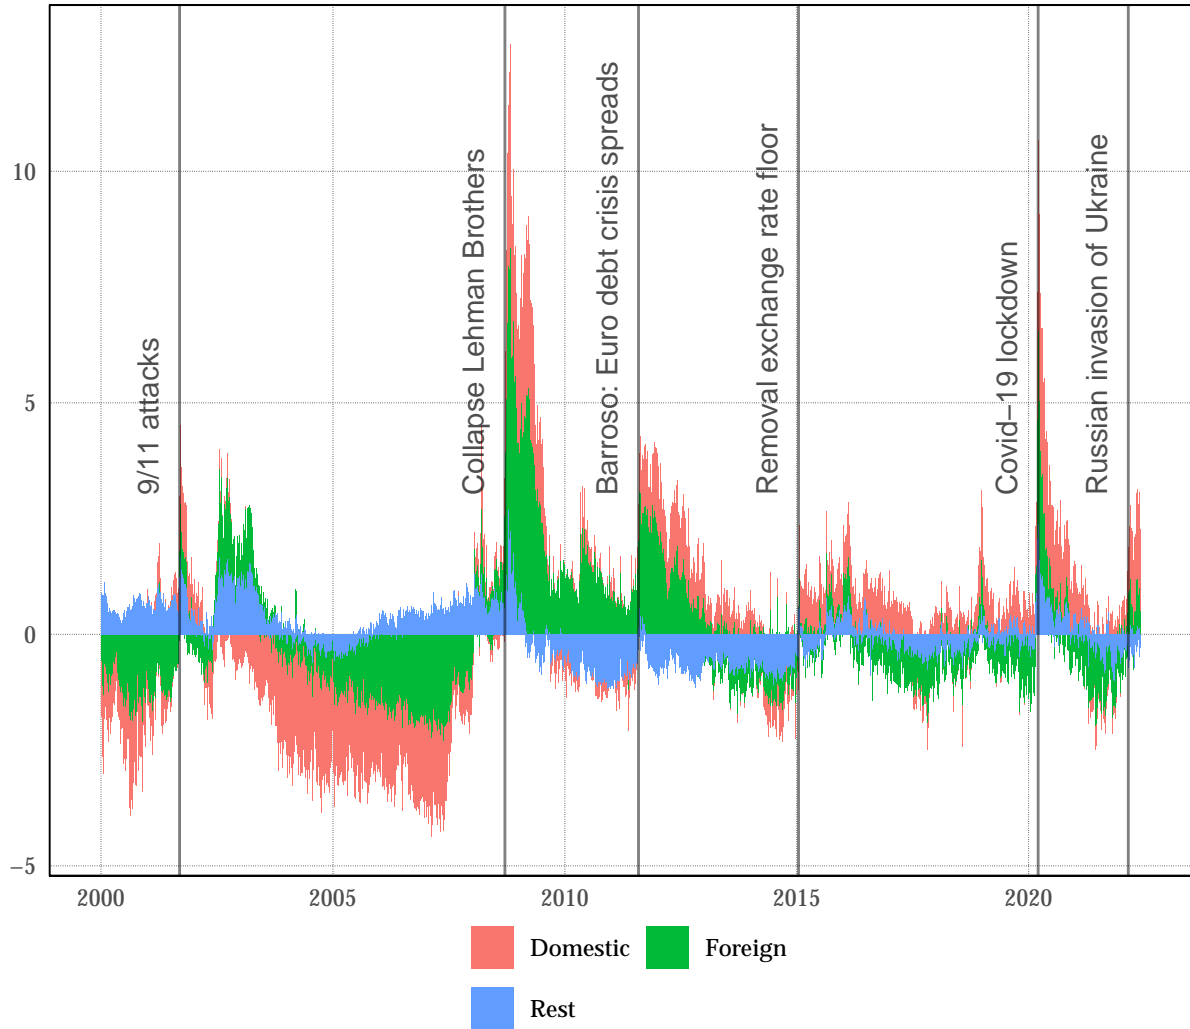 10
5
0
−5
9/11 attacks
Collapse Lehman Brothers
Barroso: Euro debt crisis spreads
Removal exchange rate floor
Covid−19 lockdown
Russian invasion of Ukraine
2000
2005
2010
2015
2020
Domestic
Foreign
Rest